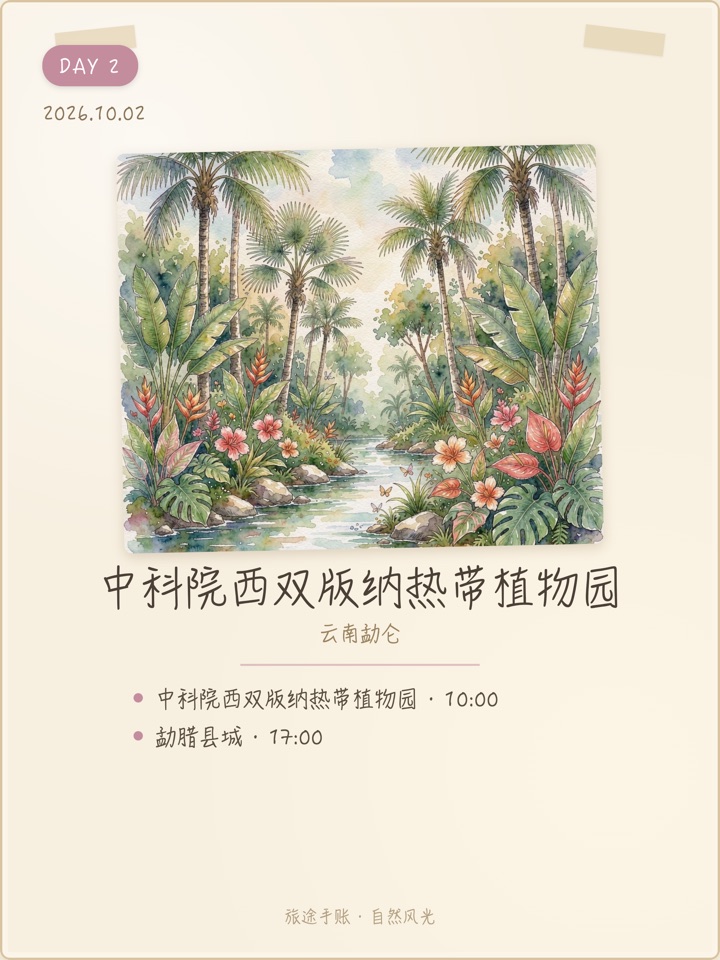 DAY 2
2026.10.02
中科院西双版纳热带植物园
云南勐仑
中科院西双版纳热带植物园 · 10:00
勐腊县城 · 17:00
旅途手账 · 自然风光